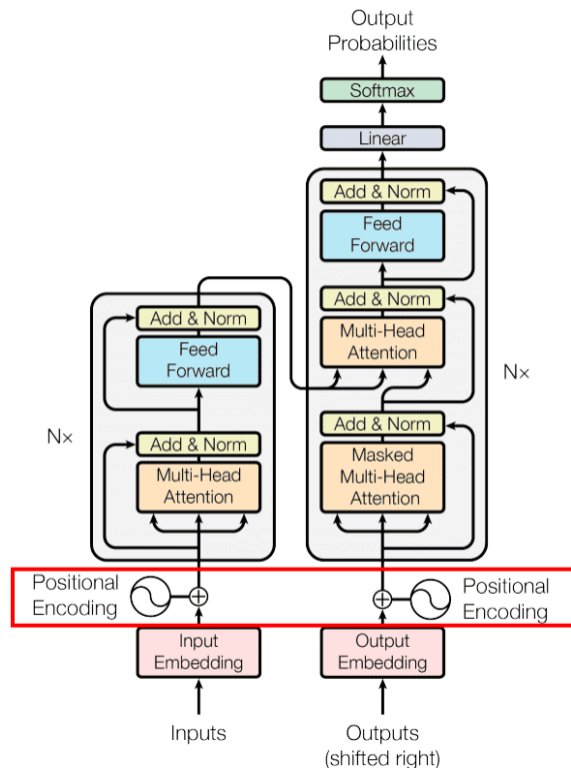 Output
Probabilities
Softmax
Linear
Add & Norm
Feed
Forward
Add & Norm
Multi-Head
Attention
Add & Norm
Masked
Multi-Head
Attention
N×
Add & Norm
Feed
Forward
Add & Norm
Multi-Head
Attention
N×
Positional
Encoding
Positional
Encoding
Input
Embedding
Output
Embedding
Inputs
Outputs
(shifted right)